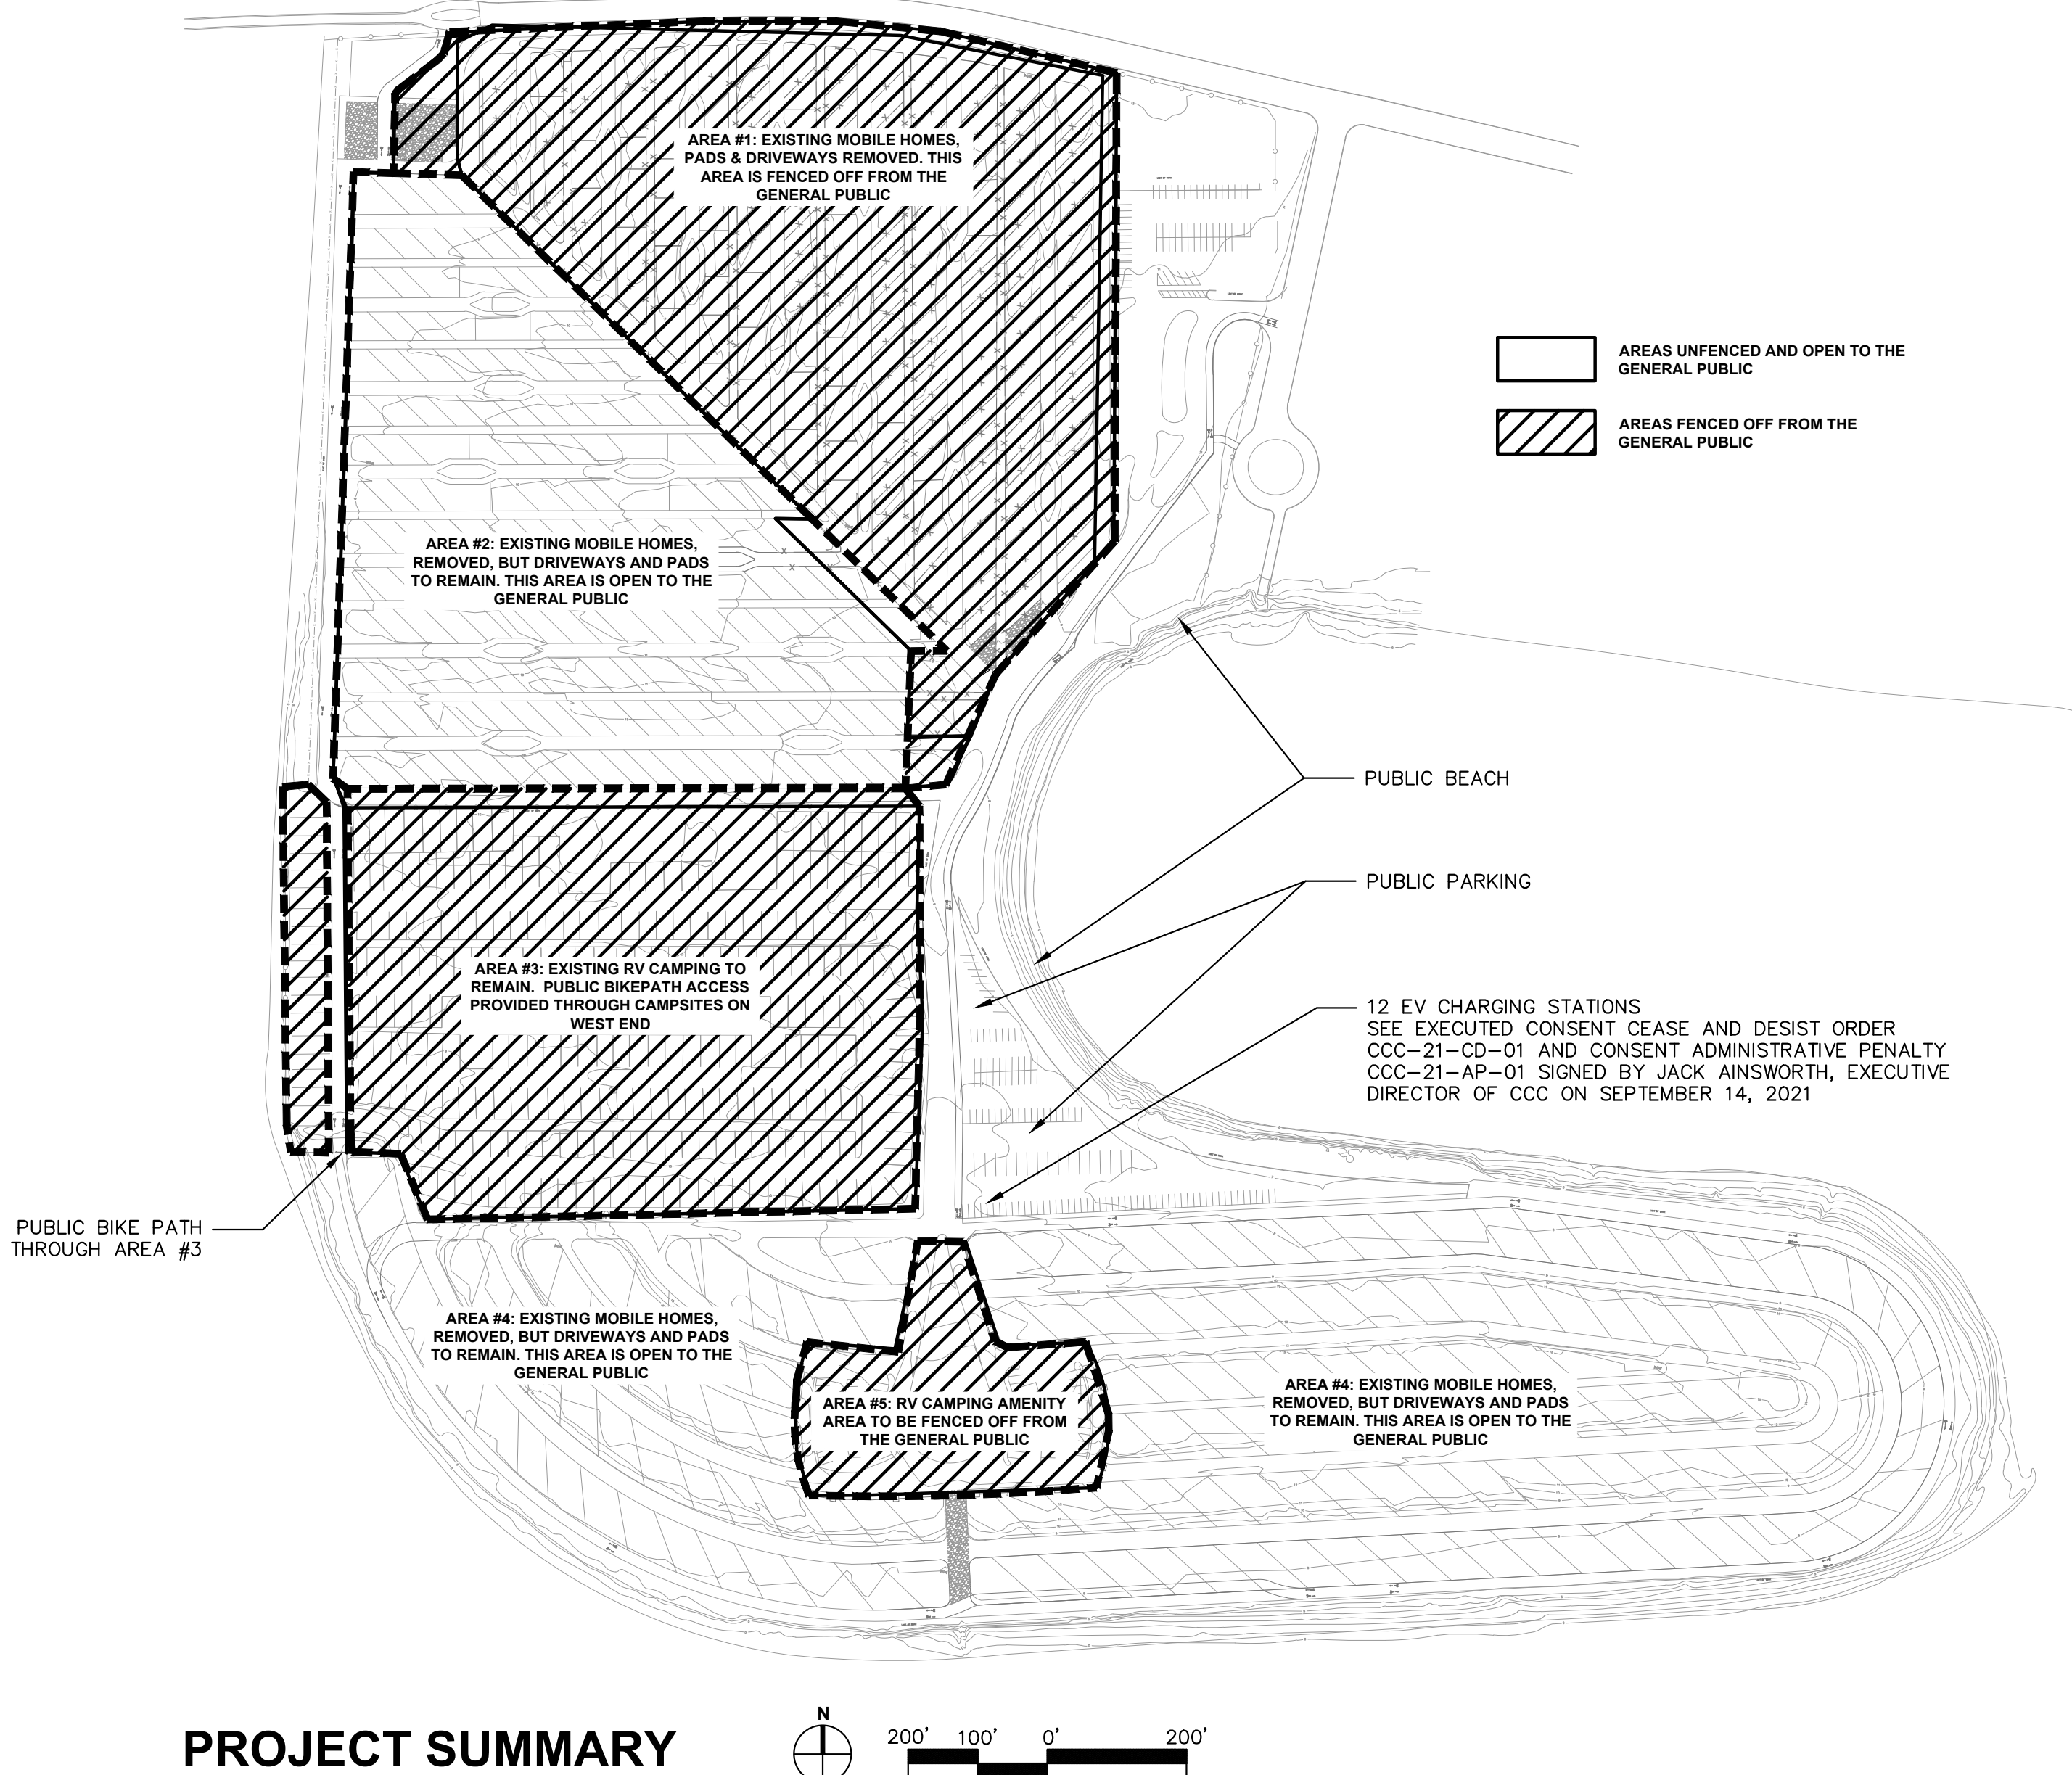 AREA #1: EXISTING MOBILE HOMES,
PADS & DRIVEWAYS REMOVED. THIS
AREA IS FENCED OFF FROM THE
GENERAL PUBLIC
AREAS UNFENCED AND OPEN TO THE
GENERAL PUBLIC
AREAS FENCED OFF FROM THE
GENERAL PUBLIC
AREA #2: EXISTING MOBILE HOMES,
REMOVED, BUT DRIVEWAYS AND PADS
TO REMAIN. THIS AREA IS OPEN TO THE
GENERAL PUBLIC
PUBLIC BEACH
PUBLIC PARKING
AREA #3: EXISTING RV CAMPING TO
REMAIN. PUBLIC BIKEPATH ACCESS
PROVIDED THROUGH CAMPSITES ON
WEST END
12 EV CHARGING STATIONS
SEE EXECUTED CONSENT CEASE AND DESIST ORDER
CCC-21-CD-01 AND CONSENT ADMINISTRATIVE PENALTY
CCC-21-AP-01 SIGNED BY JACK AINSWORTH, EXECUTIVE
DIRECTOR OF CCC ON SEPTEMBER 14, 2021
PUBLIC BIKE PATH
THROUGH AREA #3
AREA #4: EXISTING MOBILE HOMES,
REMOVED, BUT DRIVEWAYS AND PADS
TO REMAIN. THIS AREA IS OPEN TO THE
GENERAL PUBLIC
AREA #5: RV CAMPING AMENITY
AREA TO BE FENCED OFF FROM
THE GENERAL PUBLIC
AREA #4: EXISTING MOBILE HOMES,
REMOVED, BUT DRIVEWAYS AND PADS
TO REMAIN. THIS AREA IS OPEN TO THE
GENERAL PUBLIC
PROJECT SUMMARY
N
200' 100' 0' 200'